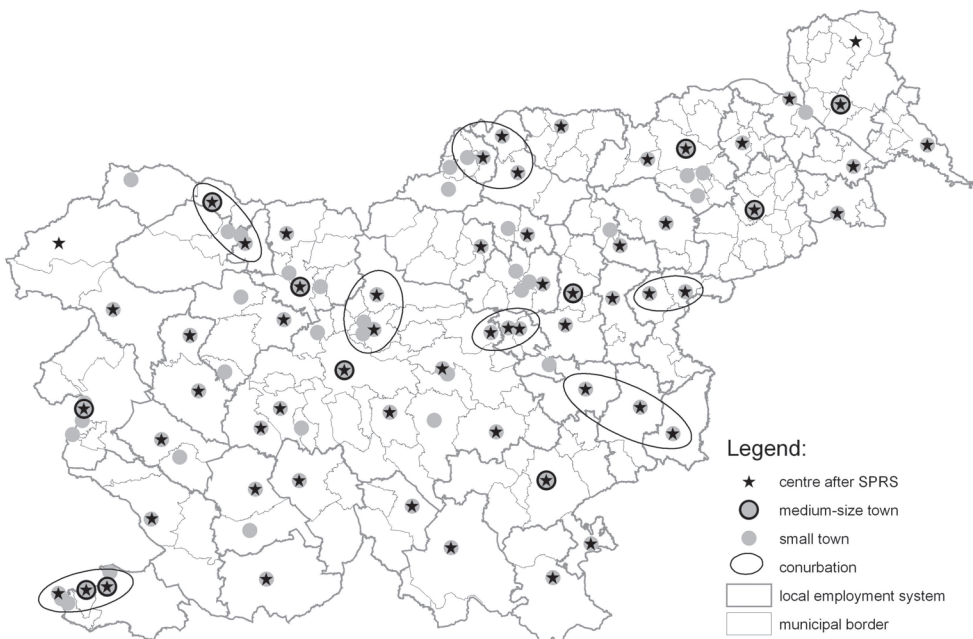 Legend:
centre after SPRS
medium-size town
small town
conurbation
local employment system
municipal border